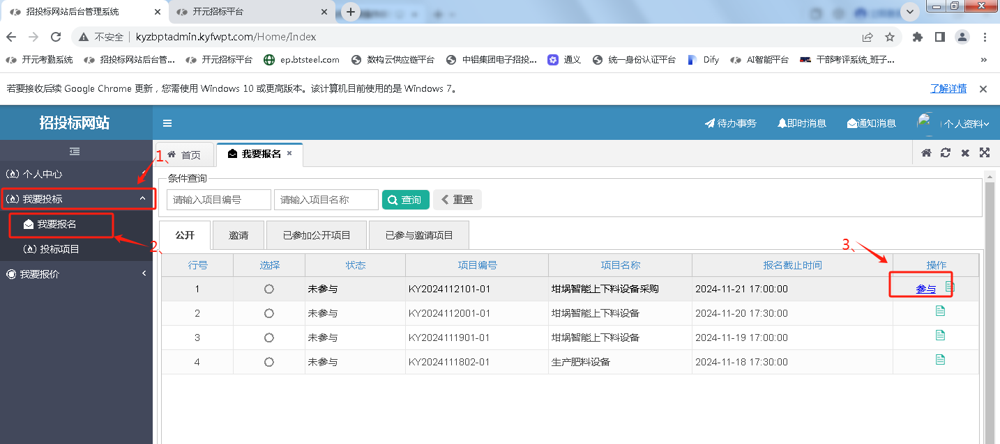 招投标网站后台管理系统
开元招标平台
不安全
kyzbptadmin.kyfwpt.com/Home/Index
开元考勤系统
招投标网站后台管...
开元招标平台
ep.btsteel.com
数构云供应链平台
中铝集团电子招投...
通义
统一身份认证平台
Dify
AI智能平台
干部考评系统_班子...
»
若要接收后续 Google Chrome 更新，您需使用 Windows 10 或更高版本。该计算机目前使用的是 Windows 7。
了解详情
招投标网站
待办事务
即时消息
通知消息
个人资料
个人中心
我要投标
我要报名
投标项目
我要报价
1、
2、
3、
首页
我要报名
条件查询
请输入项目编号
请输入项目名称
查询
重置
公开
邀请
已参加公开项目
已参与邀请项目
行号 选择 状态 项目编号 项目名称 报名截止时间 操作
1 未参与 KY2024112101-01 坩埚智能上下料设备采购 2024-11-21 17:00:00 参与
2 未参与 KY2024112001-01 坩埚智能上下料设备 2024-11-20 17:30:00
3 未参与 KY2024111901-01 坩埚智能上下料设备 2024-11-19 17:00:00
4 未参与 KY2024111802-01 生产肥料设备 2024-11-18 17:30:00